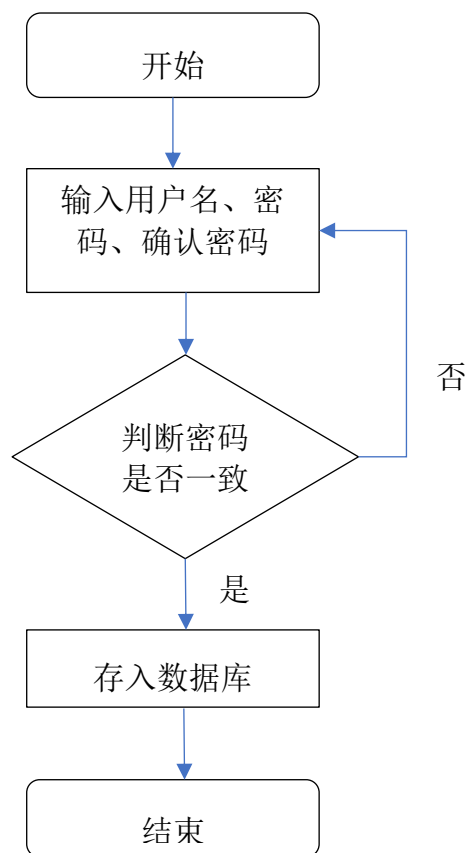 开始
输入用户名、密
码、确认密码
否
判断密码
是否一致
是
存入数据库
结束